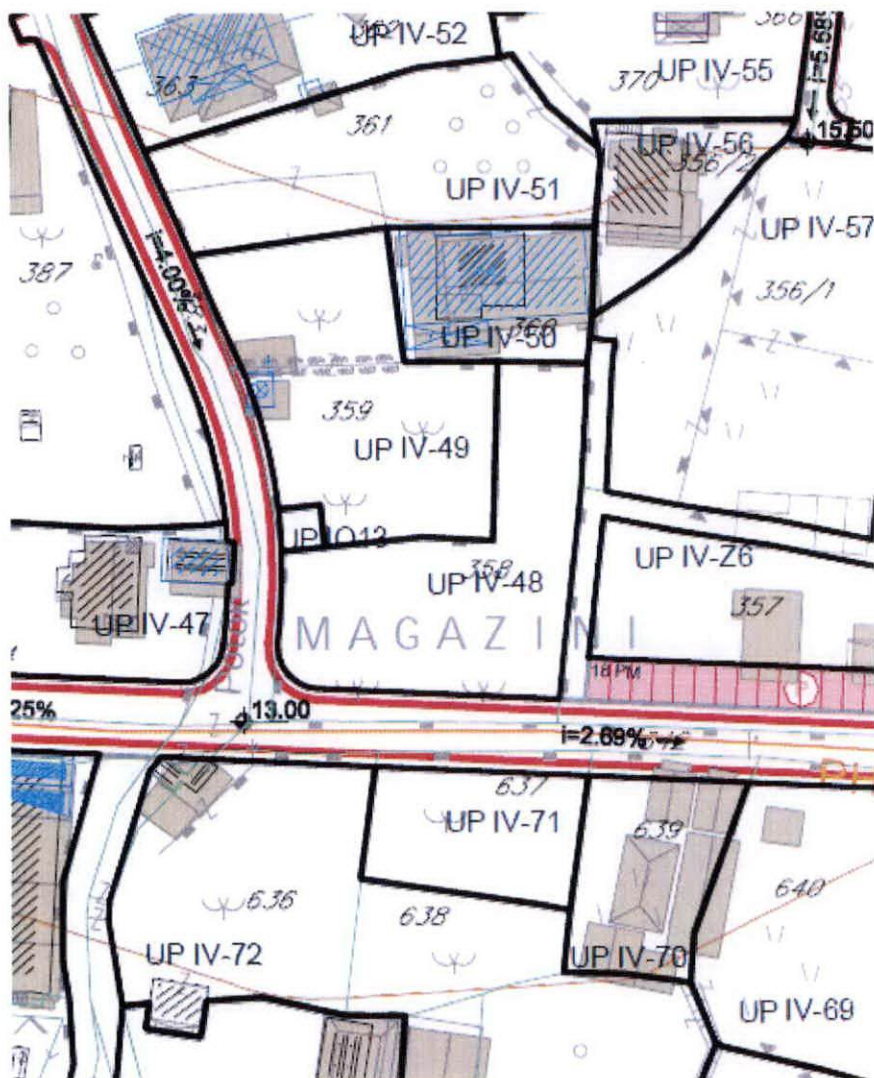 UP IV-52
366
363
370
UP IV-55
i=5.68%
361
15.50
UP IV-56
356/2
UP IV-51
UP IV-57
387
i=4.00%
356/1
UP IV-50
359
UP IV-49
358
UP IV-48
UP IV-Z6
UP IV-47
357
MAGAZINI
Potok
18 PM
P
13.00
25%
i=2.69%
637
UP IV-71
639
636
638
640
UP IV-72
UP IV-70
UP IV-69